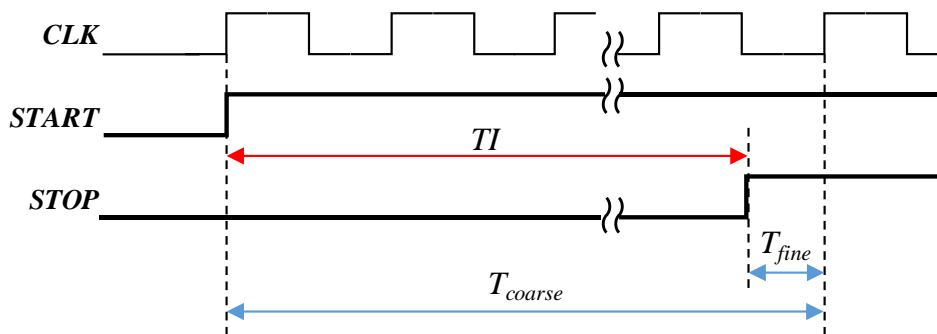 CLK
START
TI
STOP
T_fine
T_coarse